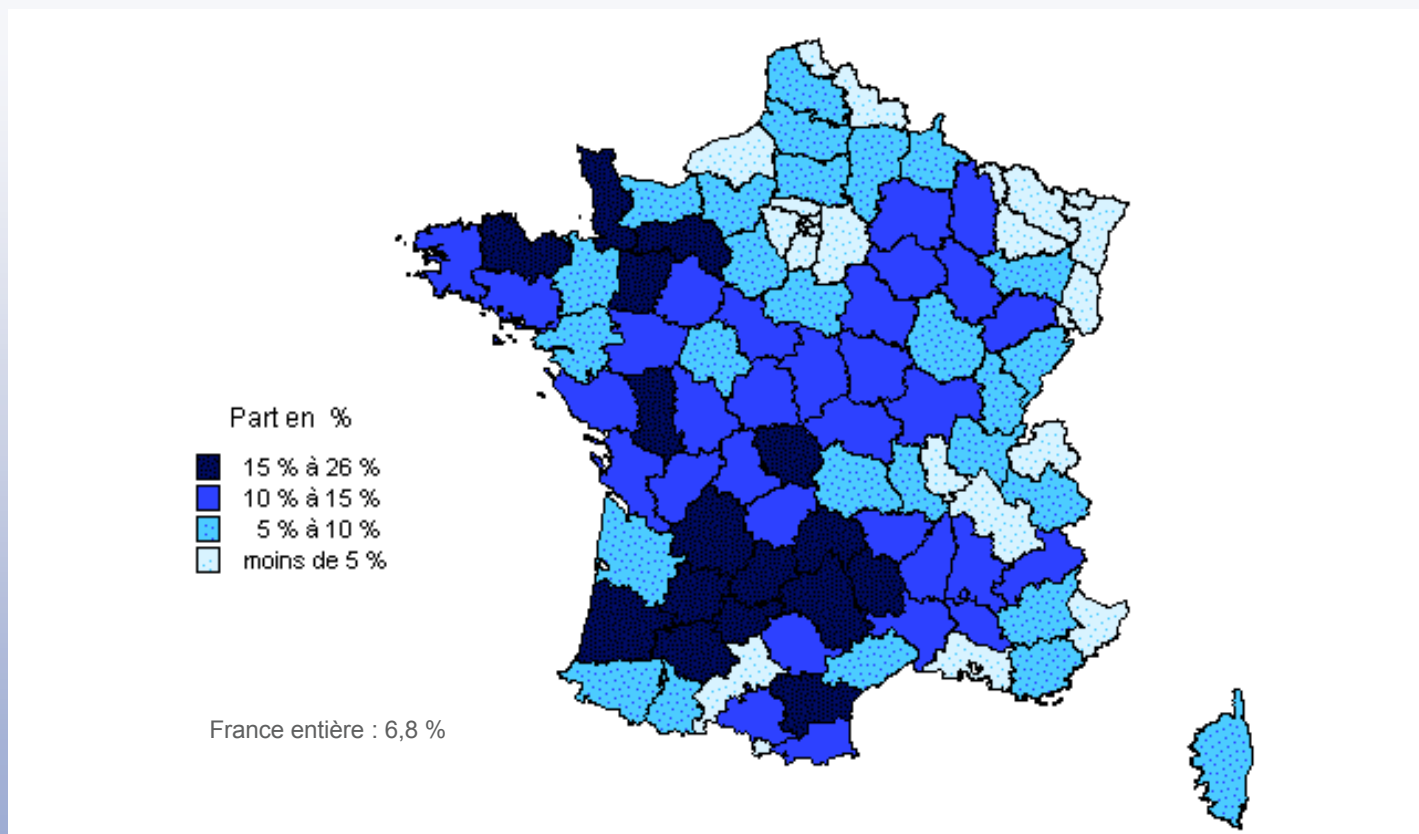 Part en %
15 % à 26 %
10 % à 15 %
5 % à 10 %
moins de 5 %
France entière : 6,8 %